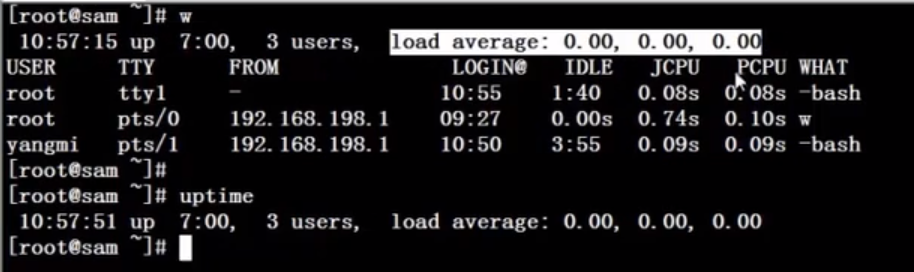 [root@sam ~]# w
 10:57:15 up  7:00,  3 users,  load average: 0.00, 0.00, 0.00
USER     TTY      FROM              LOGIN@   IDLE   JCPU   PCPU WHAT
root     tty1     -                10:55    1:40   0.08s  0.08s -bash
root     pts/0    192.168.198.1    09:27    0.00s  0.74s  0.10s w
yangmi   pts/1    192.168.198.1    10:50    3:55   0.09s  0.09s -bash
[root@sam ~]#
[root@sam ~]# uptime
 10:57:51 up  7:00,  3 users,  load average: 0.00, 0.00, 0.00
[root@sam ~]#